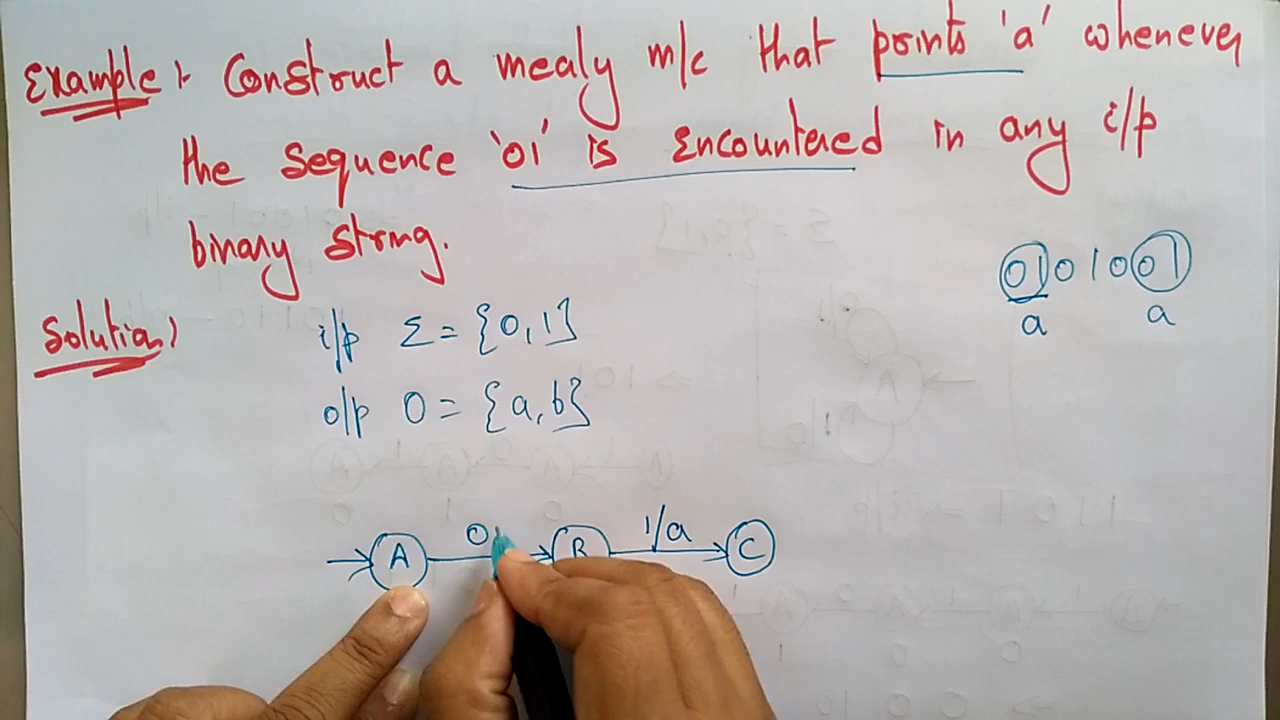 Example:- Construct a mealy m/c that points 'a' whenever
the sequence '01' is Encountered in any i/p
binary string.
0101001
a a
Solution:
i/p Σ = {0,1}
o/p O = {a,b}
A 0 B 1/a C